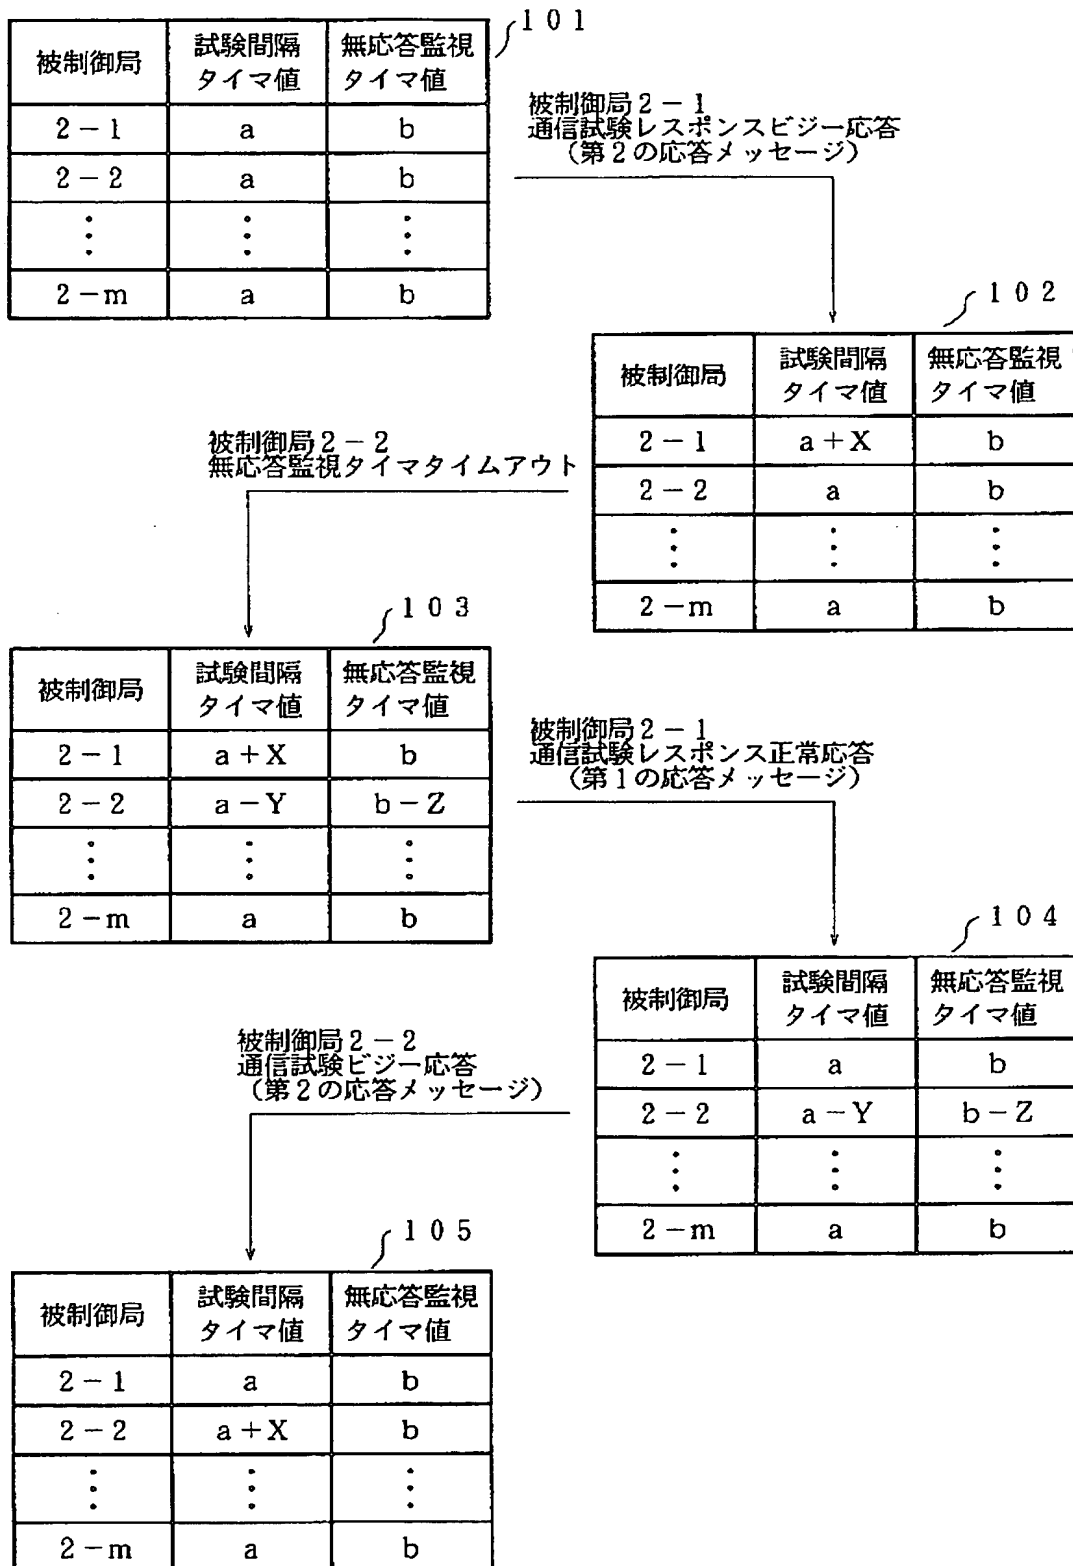 101
被制御局 試験間隔 無応答監視
タイマ値 タイマ値
2-1 a b
2-2 a b
⋮ ⋮ ⋮
2-m a b
被制御局2-1
通信試験レスポンスビジー応答
(第2の応答メッセージ)
102
被制御局 試験間隔 無応答監視
タイマ値 タイマ値
2-1 a+X b
2-2 a b
⋮ ⋮ ⋮
2-m a b
被制御局2-2
無応答監視タイマタイムアウト
103
被制御局 試験間隔 無応答監視
タイマ値 タイマ値
2-1 a+X b
2-2 a-Y b-Z
⋮ ⋮ ⋮
2-m a b
被制御局2-1
通信試験レスポンス正常応答
(第1の応答メッセージ)
104
被制御局 試験間隔 無応答監視
タイマ値 タイマ値
2-1 a b
2-2 a-Y b-Z
⋮ ⋮ ⋮
2-m a b
被制御局2-2
通信試験ビジー応答
(第2の応答メッセージ)
105
被制御局 試験間隔 無応答監視
タイマ値 タイマ値
2-1 a b
2-2 a+X b
⋮ ⋮ ⋮
2-m a b